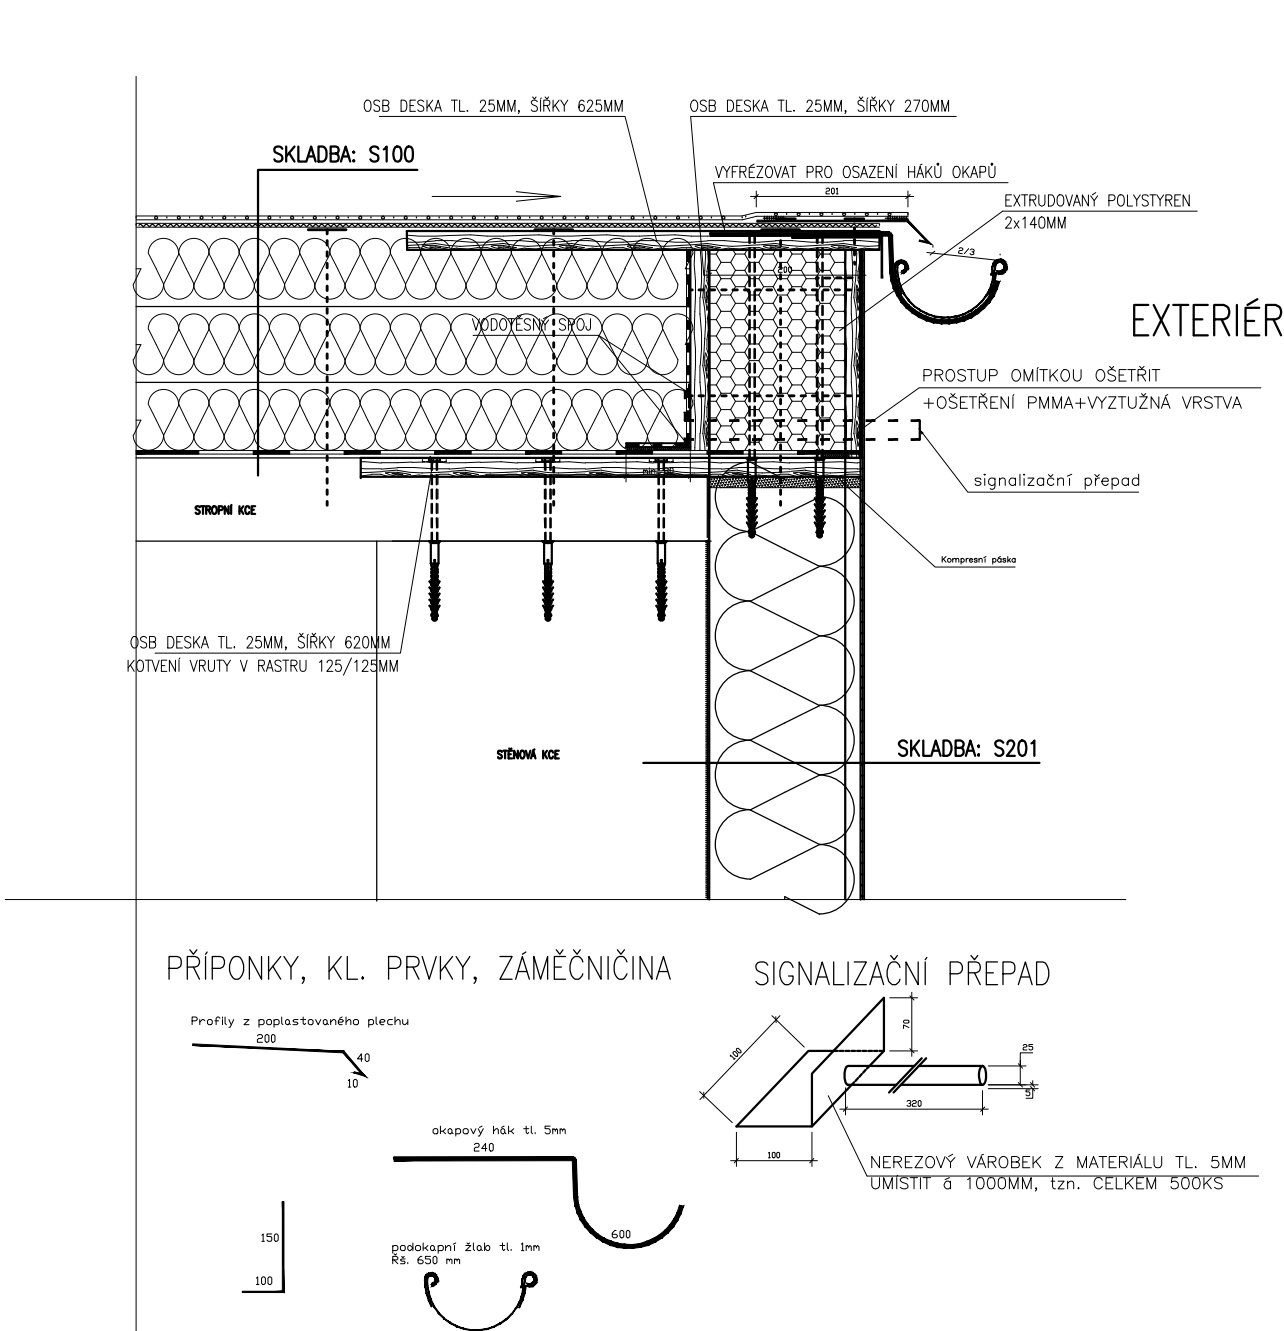 OSB DESKA TL. 25MM, ŠÍŘKY 625MM
OSB DESKA TL. 25MM, ŠÍŘKY 270MM
SKLADBA: S100
VYFRÉZOVAT PRO OSAZENÍ HÁKŮ OKAPŮ
201
EXTRUDOVANÝ POLYSTYREN
2x140MM
2/3
200
EXTERIÉR
VODOTĚSNÝ SPOJ
PROSTUP OMÍTKOU OŠETŘIT
+OŠETŘENÍ PMMA+VYZTUŽNÁ VRSTVA
signalizační přepad
STROPNÍ KCE
Kompresní páska
OSB DESKA TL. 25MM, ŠÍŘKY 620MM
KOTVENÍ VRUTY V RASTRU 125/125MM
STĚNOVÁ KCE
SKLADBA: S201
PŘÍPONKY, KL. PRVKY, ZÁMĚČNIČINA
SIGNALIZAČNÍ PŘEPAD
Profily z poplastovaného plechu
200
40
10
100
70
25
5
320
100
okapový hák tl. 5mm
240
NEREZOVÝ VÁROBEK Z MATERIÁLU TL. 5MM
UMÍSTIT á 1000MM, tzn. CELKEM 500KS
150
100
600
podokapní žlab tl. 1mm
Řš. 650 mm